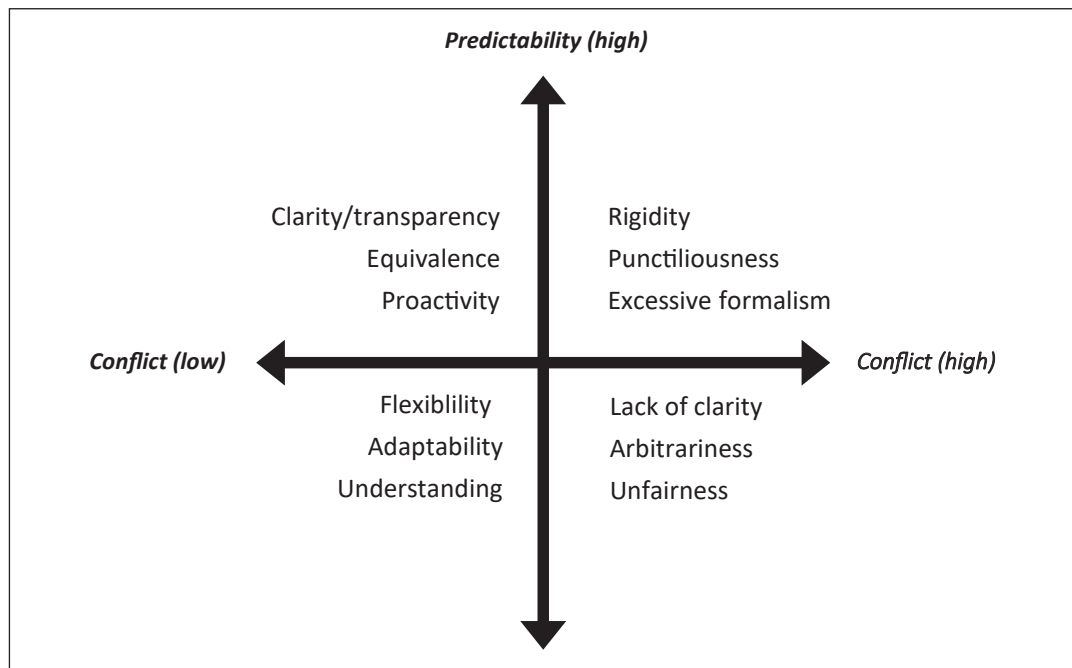 Predictability (high)
Clarity/transparency
Equivalence
Proactivity
Rigidity
Punctiliousness
Excessive formalism
Conflict (low)
Conflict (high)
Flexiblility
Adaptability
Understanding
Lack of clarity
Arbitrariness
Unfairness